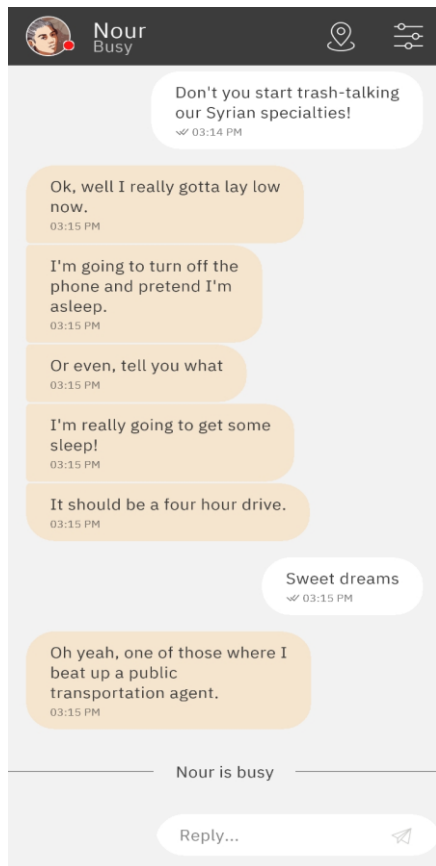 Nour
Busy
Don't you start trash-talking
our Syrian specialties!
03:14 PM
Ok, well I really gotta lay low
now.
03:15 PM
I'm going to turn off the
phone and pretend I'm
asleep.
03:15 PM
Or even, tell you what
03:15 PM
I'm really going to get some
sleep!
03:15 PM
It should be a four hour drive.
03:15 PM
Sweet dreams
03:15 PM
Oh yeah, one of those where I
beat up a public
transportation agent.
03:15 PM
Nour is busy
Reply...